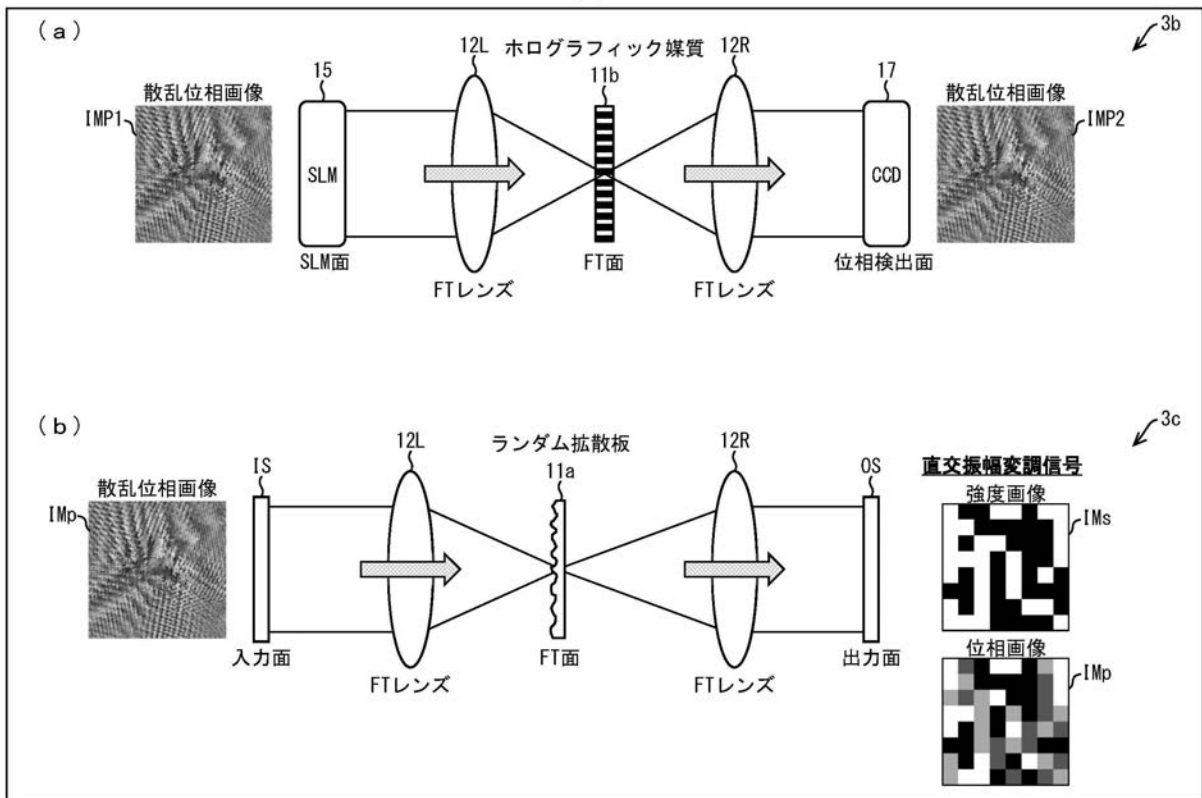 (a)
3b
12L
ホログラフィック媒質
12R
15
11b
17
散乱位相画像
散乱位相画像
IMP1
IMP2
SLM
CCD
SLM面
FT面
位相検出面
FTレンズ
FTレンズ
(b)
3c
12L
ランダム拡散板
12R
直交振幅変調信号
IS
11a
OS
強度画像
散乱位相画像
IMp
IMs
入力面
FT面
出力面
位相画像
FTレンズ
FTレンズ
IMp